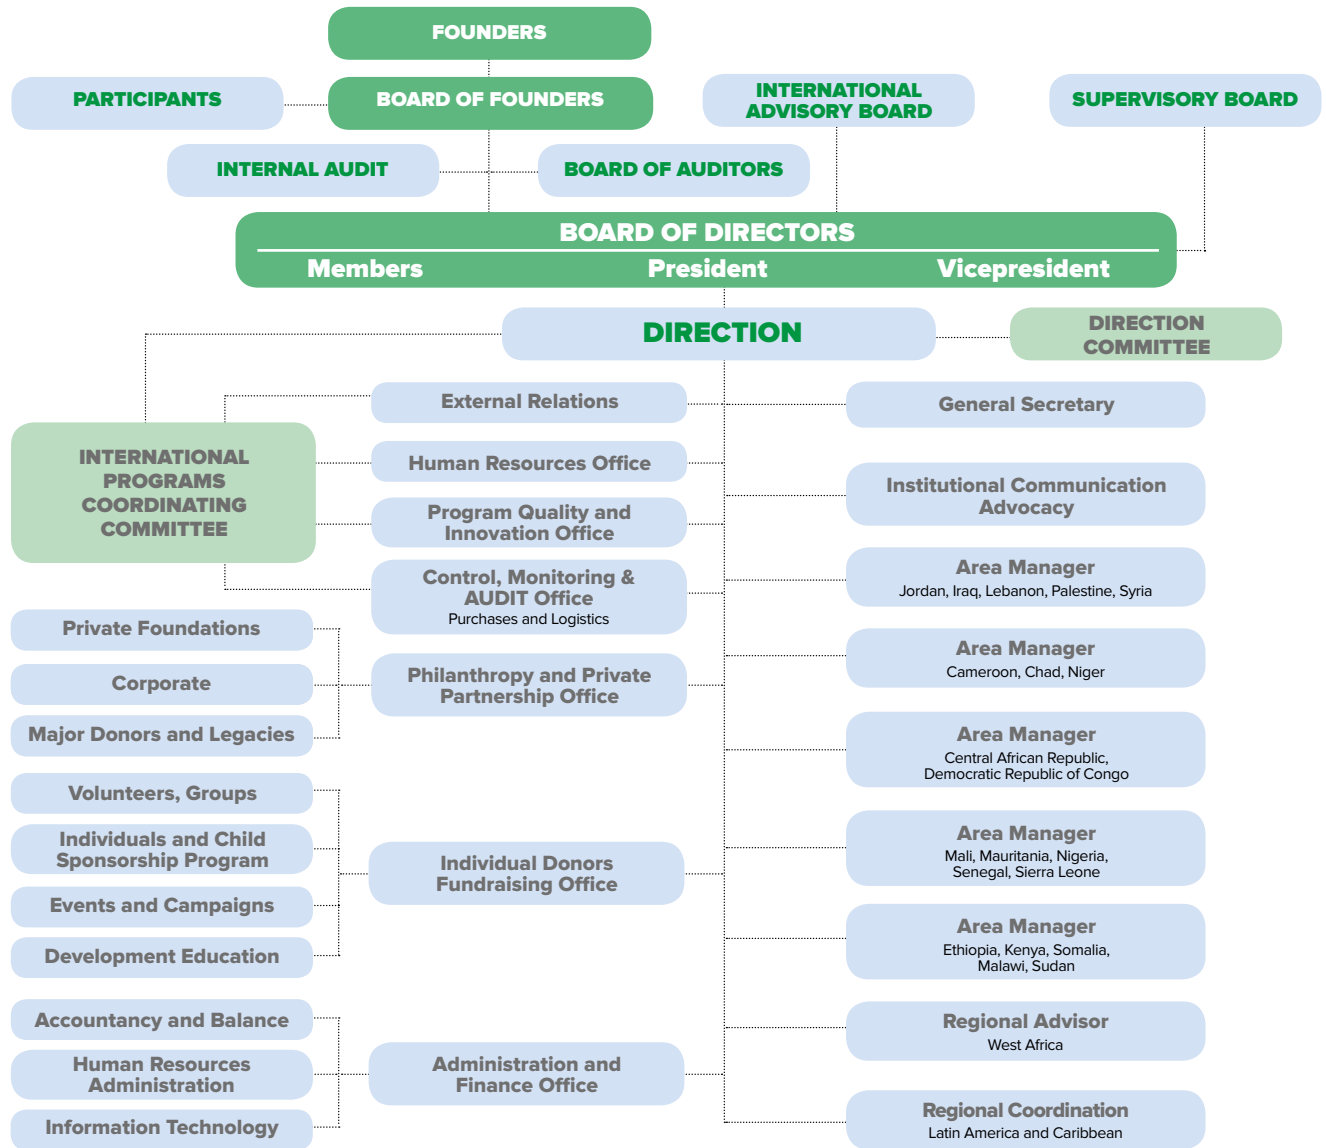 FOUNDERS
PARTICIPANTS
BOARD OF FOUNDERS
INTERNATIONAL
ADVISORY BOARD
SUPERVISORY BOARD
INTERNAL AUDIT
BOARD OF AUDITORS
BOARD OF DIRECTORS
Members
President
Vicepresident
DIRECTION
DIRECTION
COMMITTEE
INTERNATIONAL
PROGRAMS
COORDINATING
COMMITTEE
External Relations
Human Resources Office
Program Quality and
Innovation Office
Control, Monitoring &
AUDIT Office
Purchases and Logistics
Private Foundations
Corporate
Major Donors and Legacies
Philanthropy and Private
Partnership Office
Volunteers, Groups
Individuals and Child
Sponsorship Program
Events and Campaigns
Development Education
Individual Donors
Fundraising Office
Accountancy and Balance
Human Resources
Administration
Information Technology
Administration and
Finance Office
General Secretary
Institutional Communication
Advocacy
Area Manager
Jordan, Iraq, Lebanon, Palestine, Syria
Area Manager
Cameroon, Chad, Niger
Area Manager
Central African Republic,
Democratic Republic of Congo
Area Manager
Mali, Mauritania, Nigeria,
Senegal, Sierra Leone
Area Manager
Ethiopia, Kenya, Somalia,
Malawi, Sudan
Regional Advisor
West Africa
Regional Coordination
Latin America and Caribbean